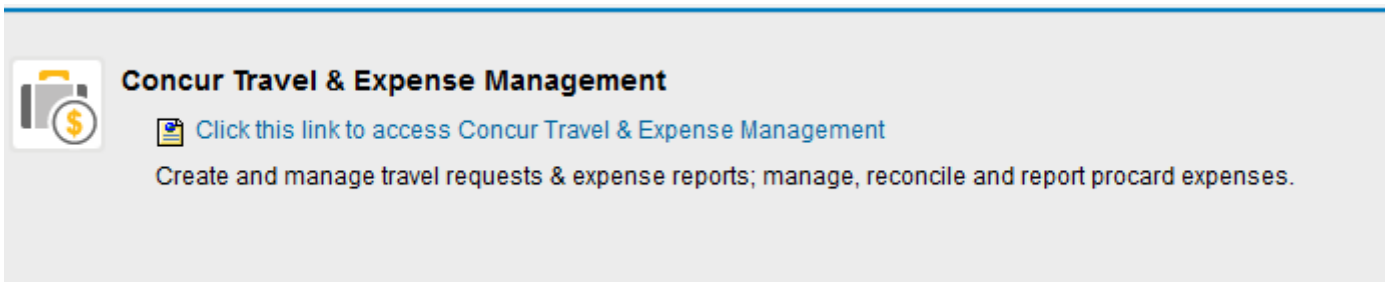 Concur Travel & Expense Management
Click this link to access Concur Travel & Expense Management
Create and manage travel requests & expense reports; manage, reconcile and report procard expenses.
$